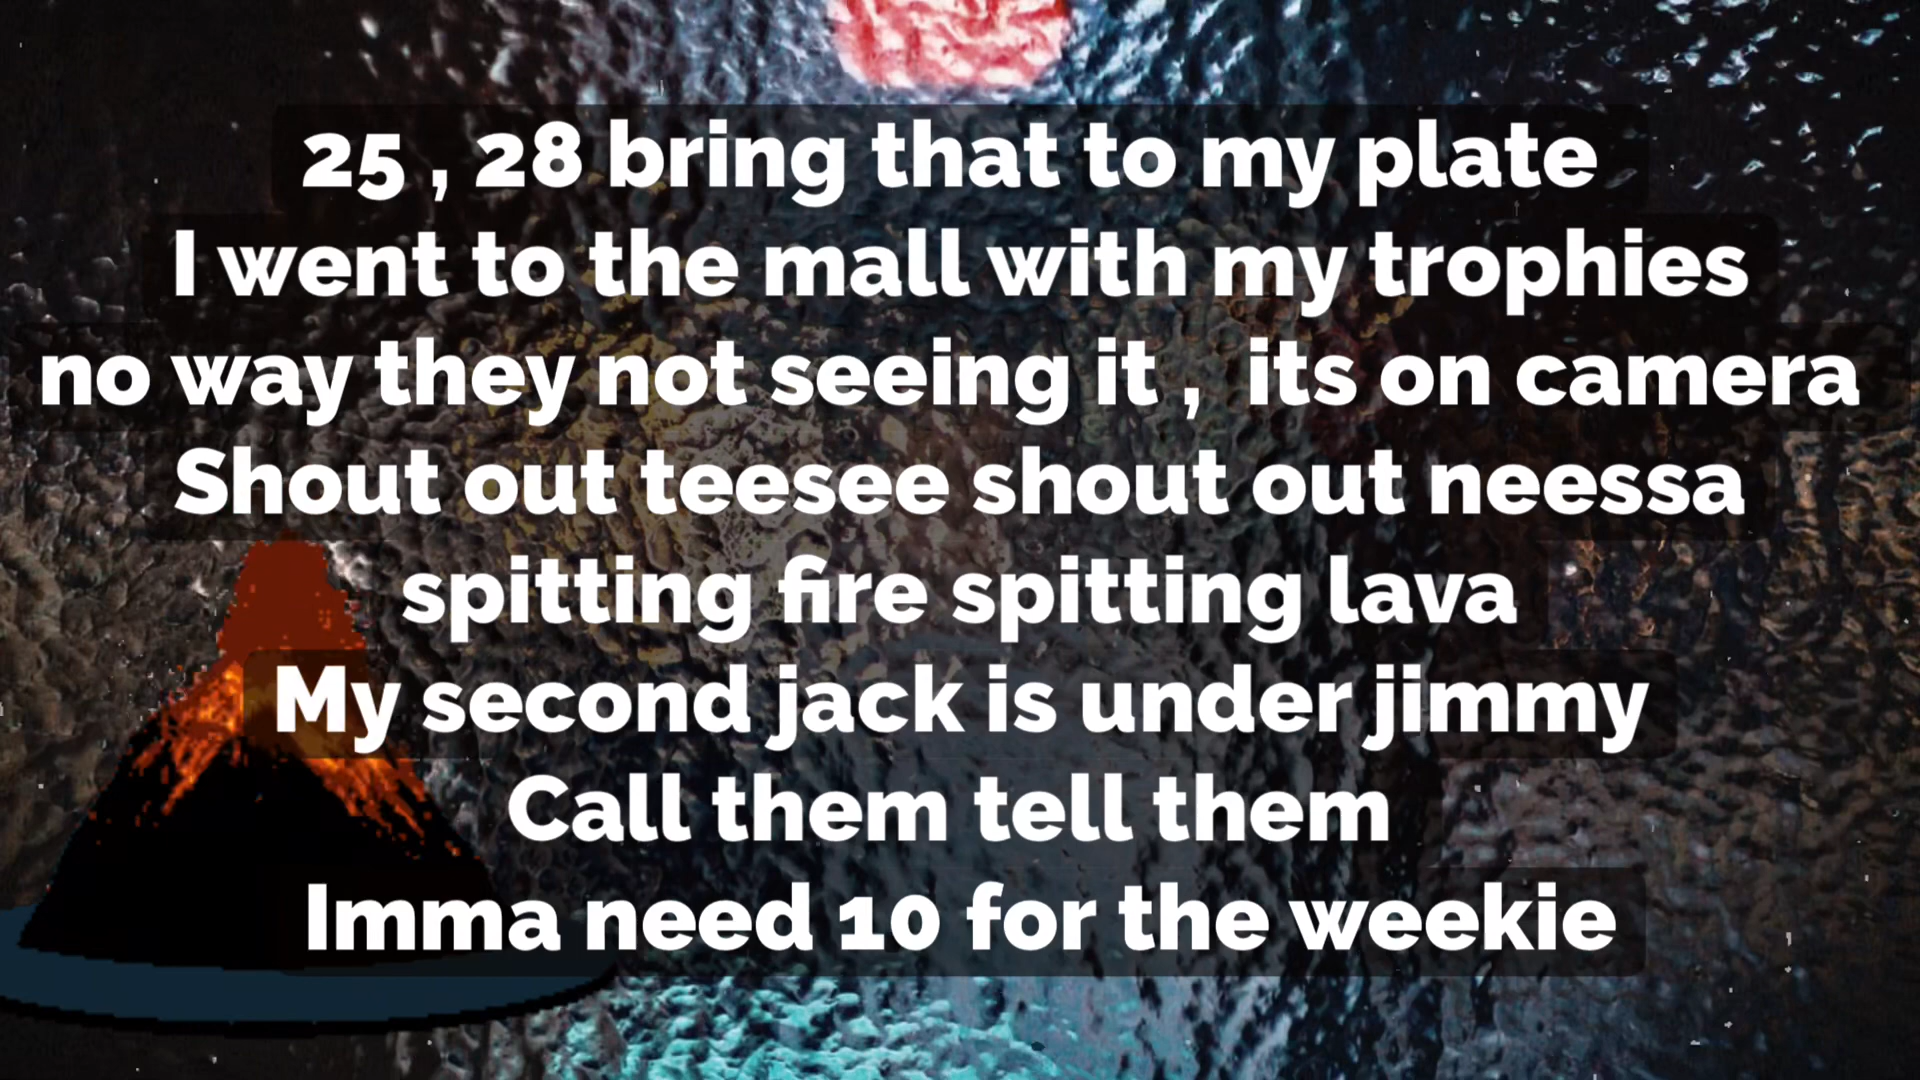 25 , 28 bring that to my plate
I went to the mall with my trophies
no way they not seeing it ,  its on camera
Shout out teesee shout out neessa
spitting fire spitting lava
My second jack is under jimmy
Call them tell them
Imma need 10 for the weekie